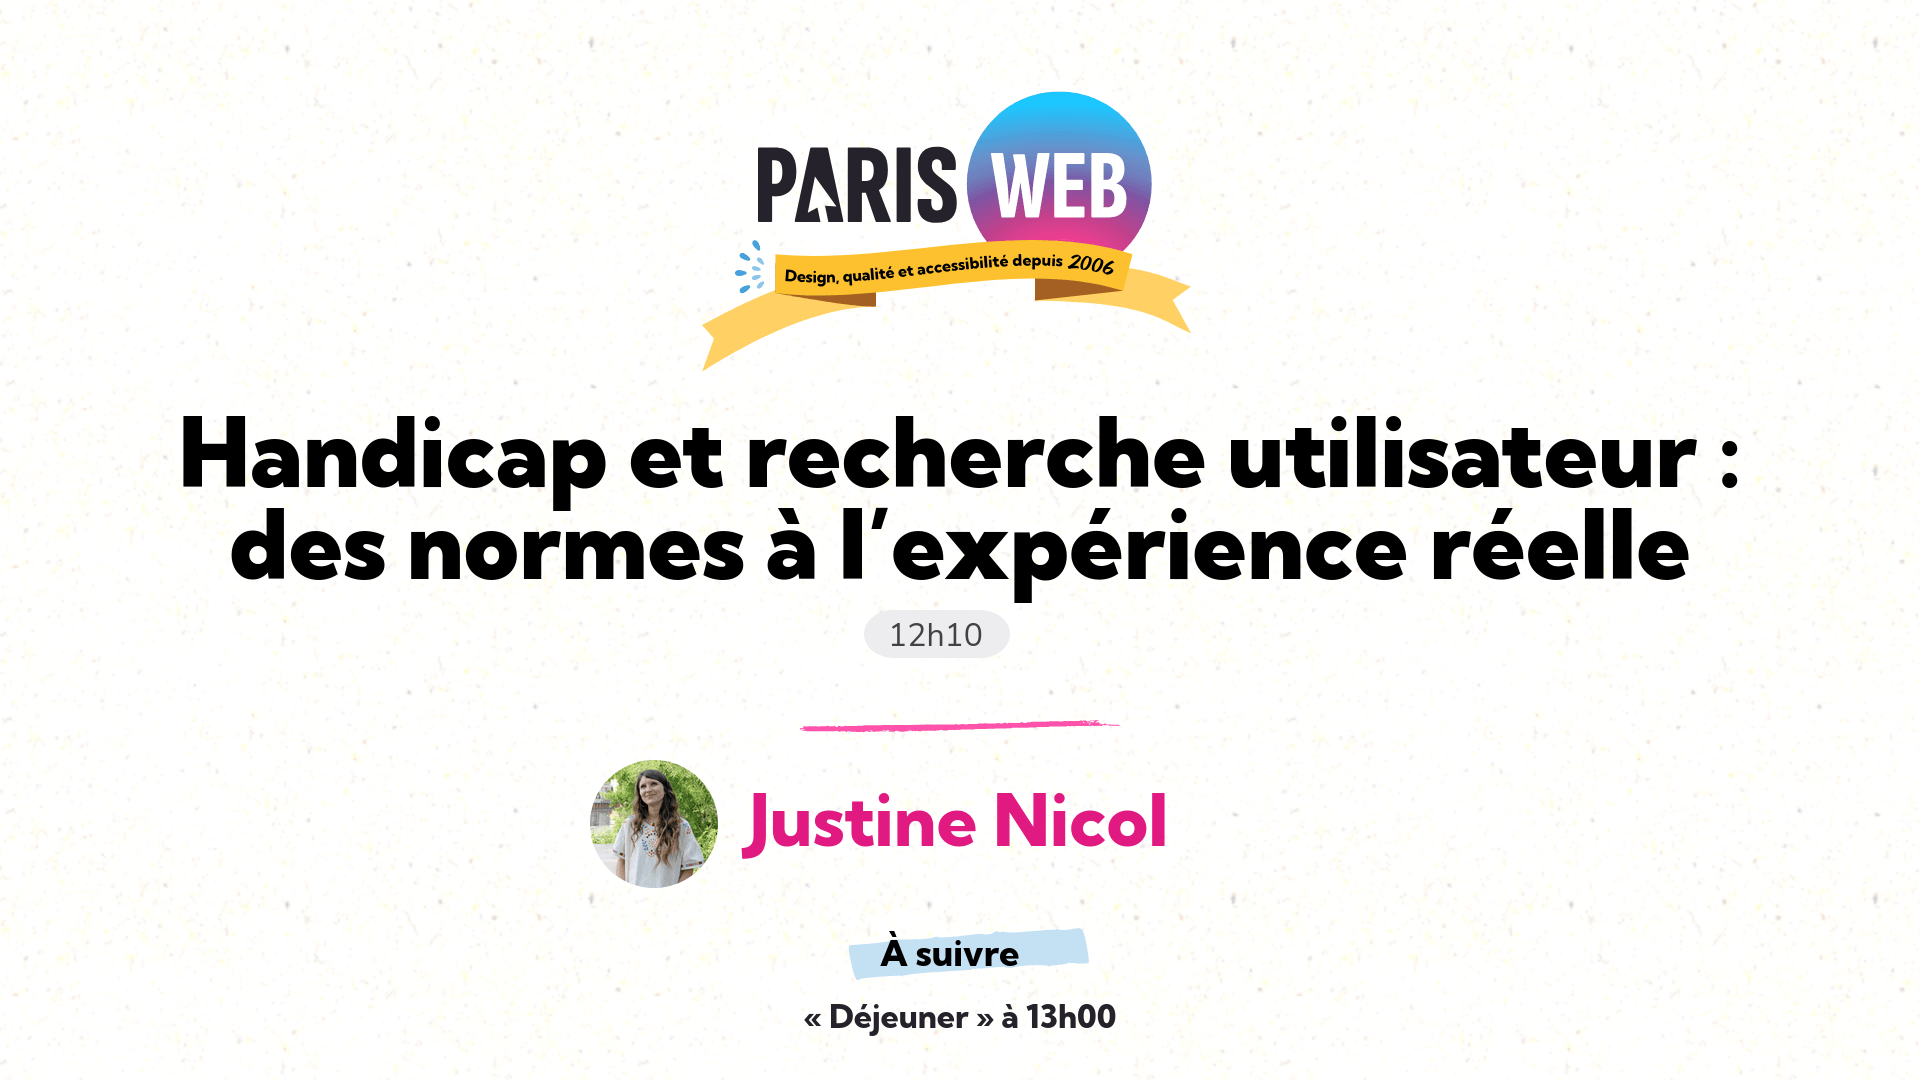 PARIS WEB
Design, qualité et accessibilité depuis 2006
Handicap et recherche utilisateur :
des normes à l’expérience réelle
12h10
Justine Nicol
À suivre
« Déjeuner » à 13h00